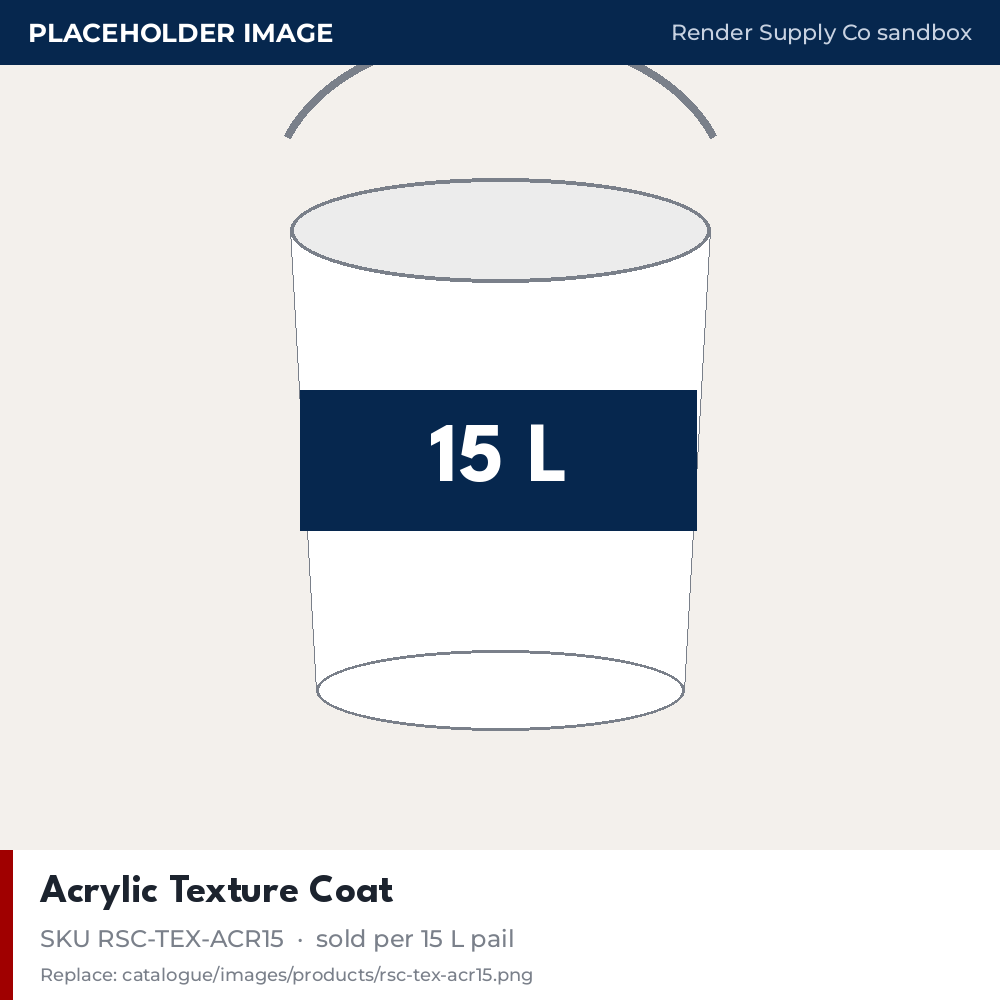 PLACEHOLDER IMAGE
Render Supply Co sandbox
15 L
Acrylic Texture Coat
SKU RSC-TEX-ACR15 · sold per 15 L pail
Replace: catalogue/images/products/rsc-tex-acr15.png